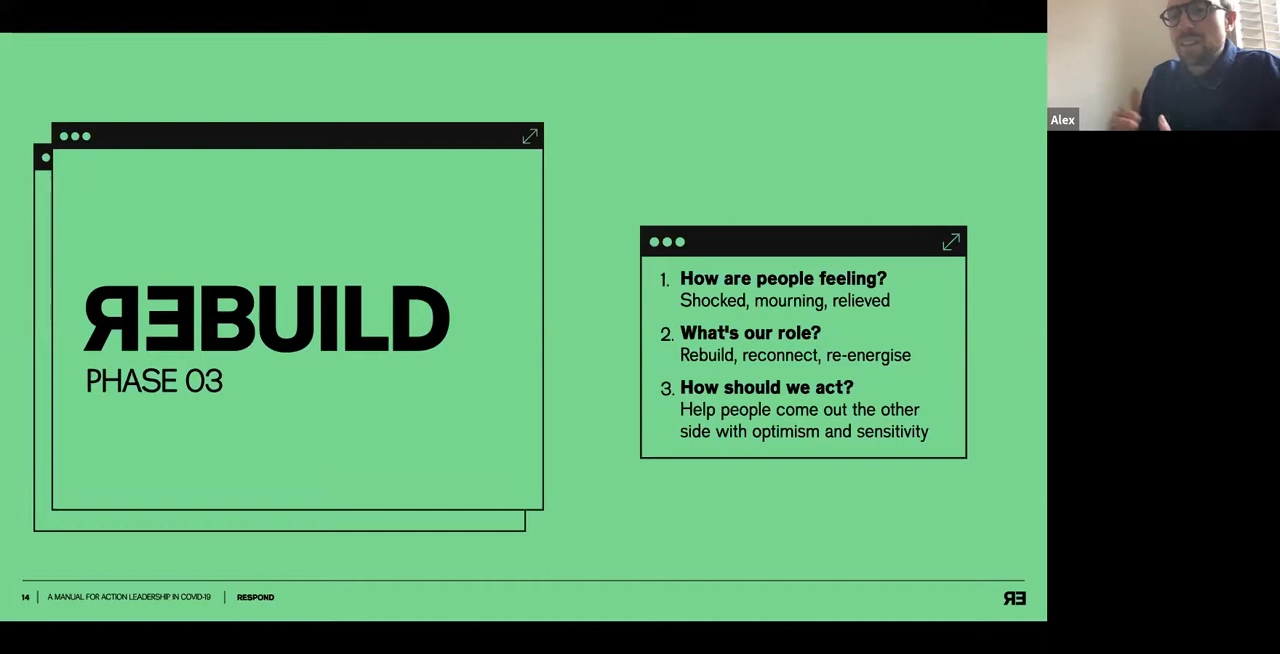 ЯƎBUILD
PHASE 03
1. How are people feeling?
Shocked, mourning, relieved
2. What's our role?
Rebuild, reconnect, re-energise
3. How should we act?
Help people come out the other
side with optimism and sensitivity
14 | A MANUAL FOR ACTION LEADERSHIP IN COVID-19 | RESPOND
ЯƎ
Alex